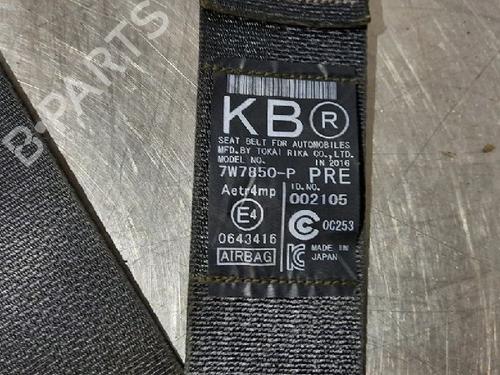 KB R
SEAT BELT FOR AUTOMOBILES
MFD.BY TOKAI RIKA CO.,LTD.
MODEL NO. IN 2016
7W7850-P PRE
Aetr4mp ID.NO.
002105
E4 C 0C253
0643416 KC MADE IN
AIRBAG JAPAN
B-PARTS